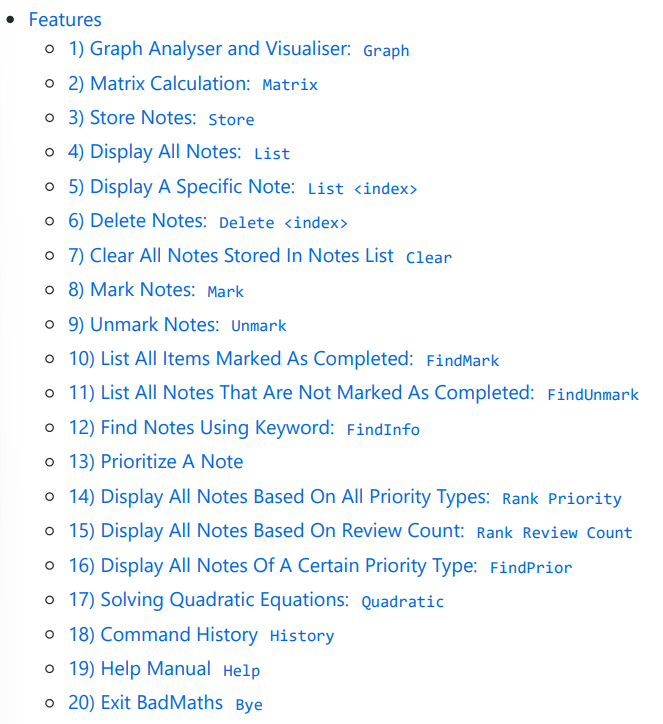 Features
1) Graph Analyser and Visualiser: Graph
2) Matrix Calculation: Matrix
3) Store Notes: Store
4) Display All Notes: List
5) Display A Specific Note: List <index>
6) Delete Notes: Delete <index>
7) Clear All Notes Stored In Notes List Clear
8) Mark Notes: Mark
9) Unmark Notes: Unmark
10) List All Items Marked As Completed: FindMark
11) List All Notes That Are Not Marked As Completed: FindUnmark
12) Find Notes Using Keyword: FindInfo
13) Prioritize A Note
14) Display All Notes Based On All Priority Types: Rank Priority
15) Display All Notes Based On Review Count: Rank Review Count
16) Display All Notes Of A Certain Priority Type: FindPrior
17) Solving Quadratic Equations: Quadratic
18) Command History History
19) Help Manual Help
20) Exit BadMaths Bye